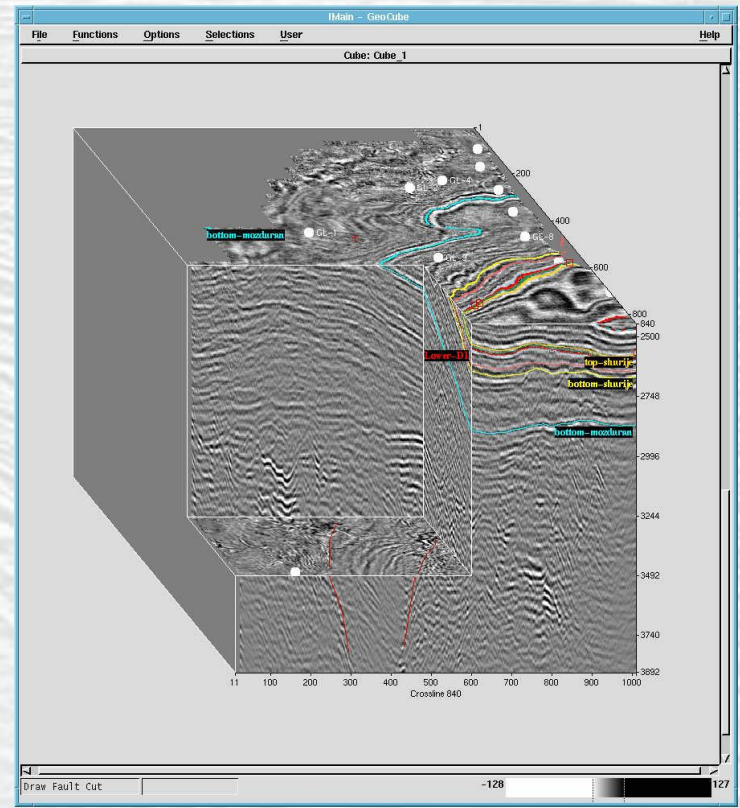 IMain - GeoCube
File Functions Options Selections User Help
Cube: Cube_1
1
200
GL-4
400
bottom-mozduran
GL-1
GL-8
600
800
840
2500
Lower-D1
top-shurije
bottom-shurije
2748
bottom-mozduran
2996
3244
3492
3740
3892
11 100 200 300 400 500 600 700 800 900 1000
Crossline 840
Draw Fault Cut
-128
127